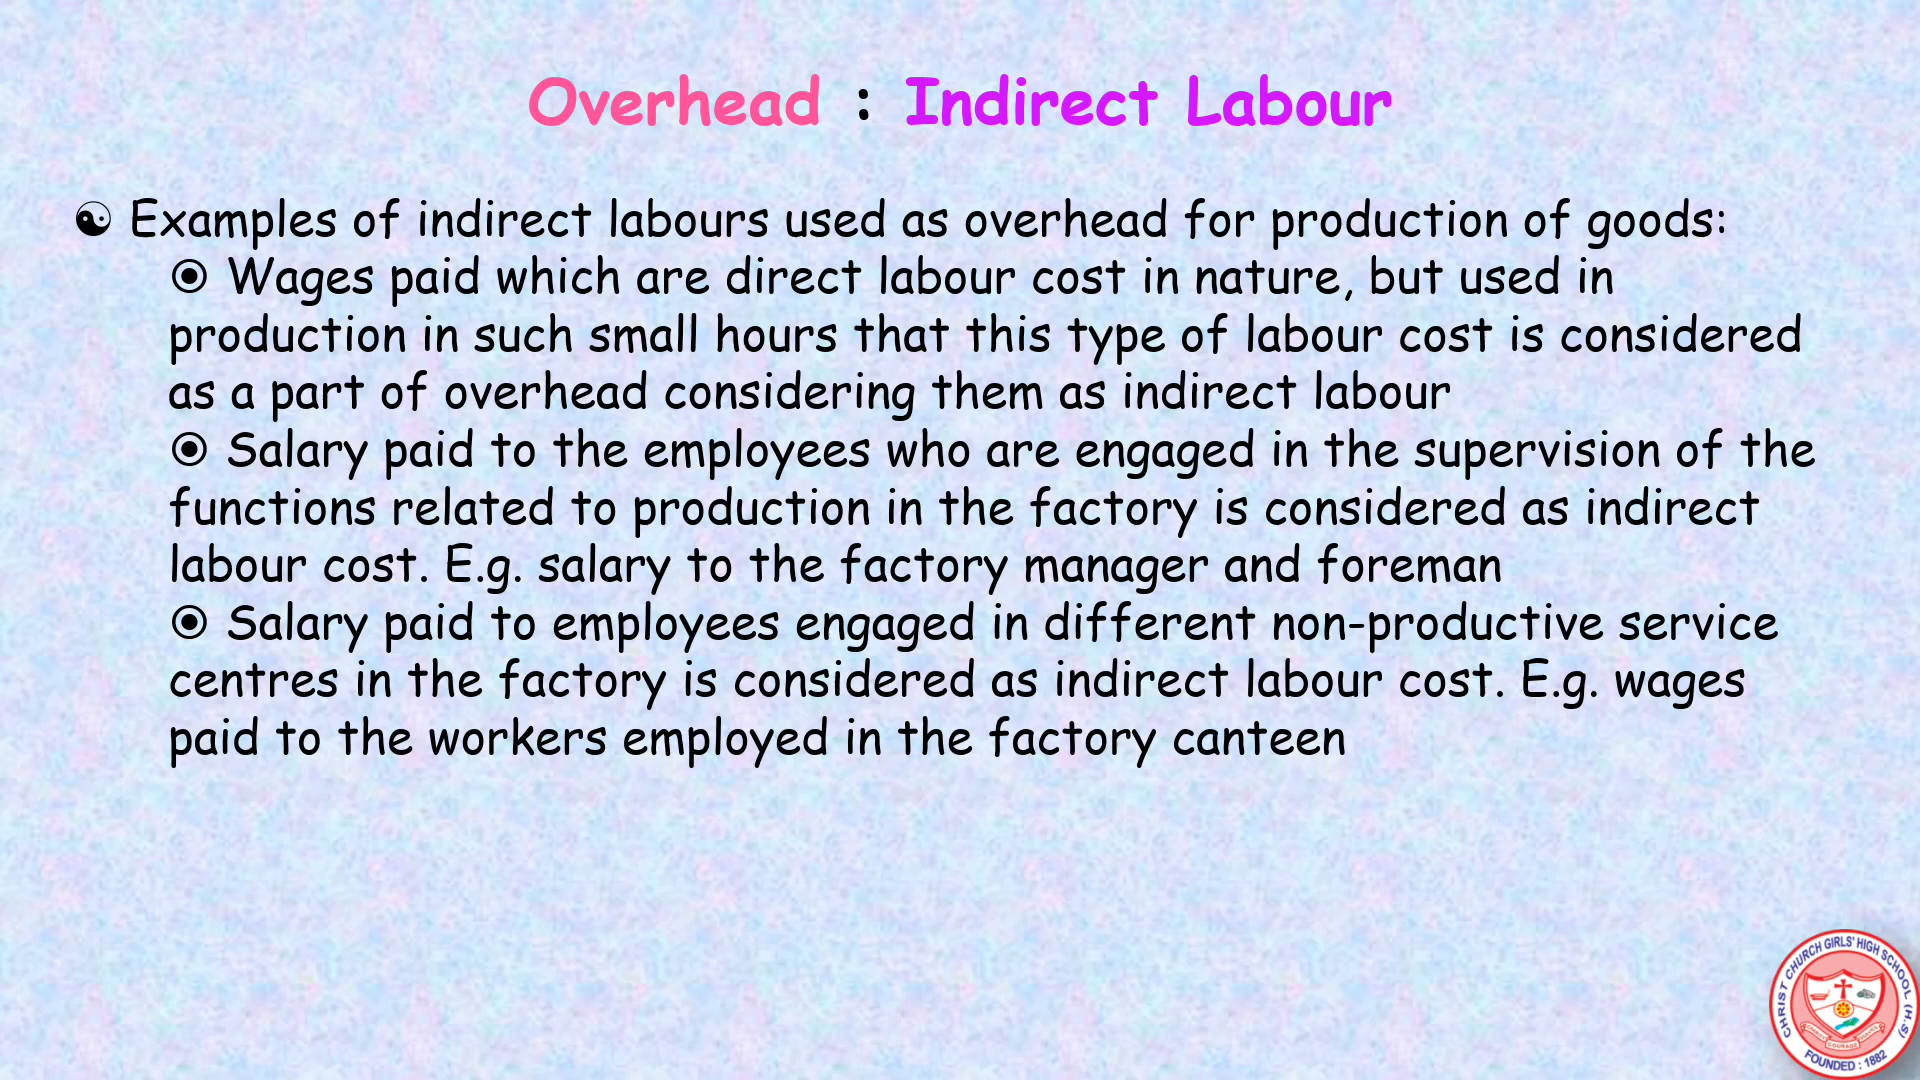 Overhead : Indirect Labour
☯ Examples of indirect labours used as overhead for production of goods:
⦿ Wages paid which are direct labour cost in nature, but used in
production in such small hours that this type of labour cost is considered
as a part of overhead considering them as indirect labour
⦿ Salary paid to the employees who are engaged in the supervision of the
functions related to production in the factory is considered as indirect
labour cost. E.g. salary to the factory manager and foreman
⦿ Salary paid to employees engaged in different non-productive service
centres in the factory is considered as indirect labour cost. E.g. wages
paid to the workers employed in the factory canteen
CHRIST CHURCH GIRLS' HIGH SCHOOL (H.S)
COURAGE
FOUNDED : 1882